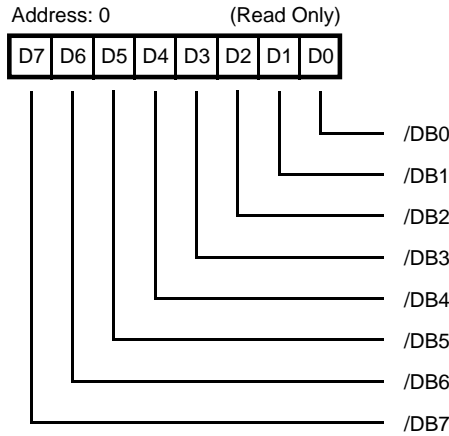 Address: 0 (Read Only)
D7 D6 D5 D4 D3 D2 D1 D0
/DB0
/DB1
/DB2
/DB3
/DB4
/DB5
/DB6
/DB7